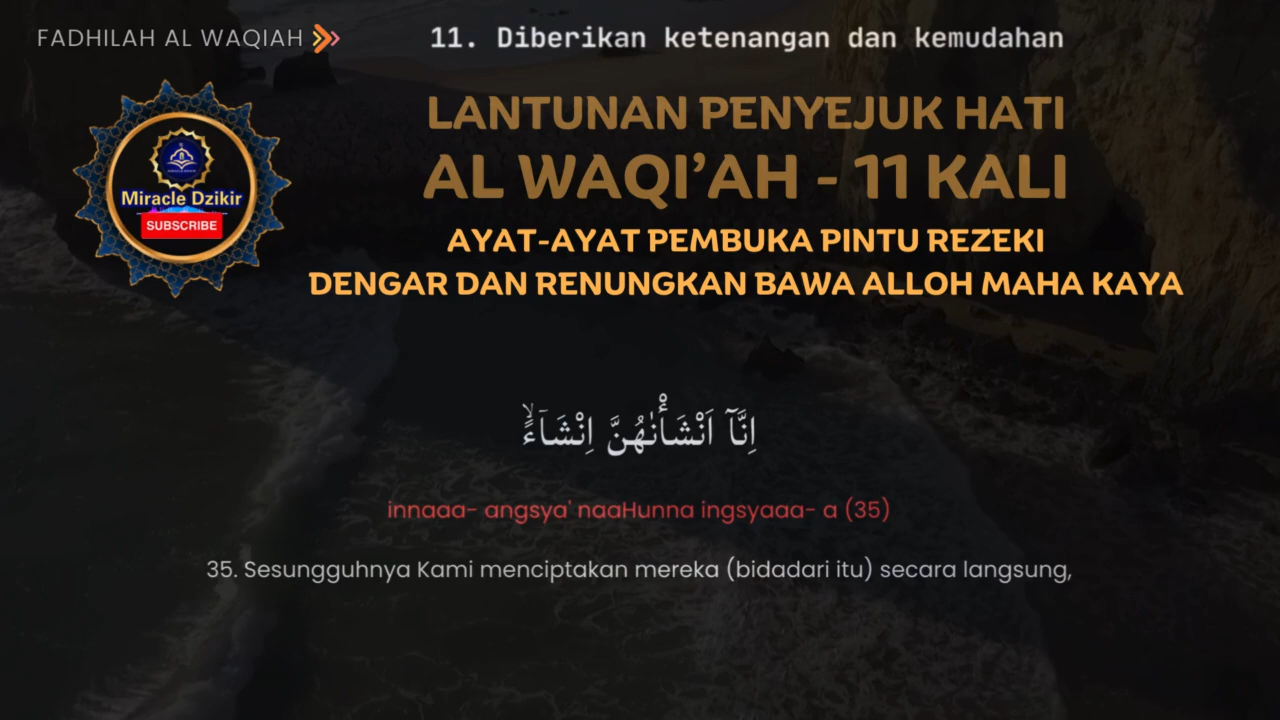 FADHILAH AL WAQIAH
11. Diberikan ketenangan dan kemudahan
Miracle Dzikir
SUBSCRIBE
LANTUNAN PENYEJUK HATI
AL WAQI’AH - 11 KALI
AYAT-AYAT PEMBUKA PINTU REZEKI
DENGAR DAN RENUNGKAN BAWA ALLOH MAHA KAYA
اِنَّآ اَنْشَأْنٰهُنَّ اِنْشَاۤءًۙ
innaaa- angsya' naaHunna ingsyaaa- a (35)
35. Sesungguhnya Kami menciptakan mereka (bidadari itu) secara langsung,